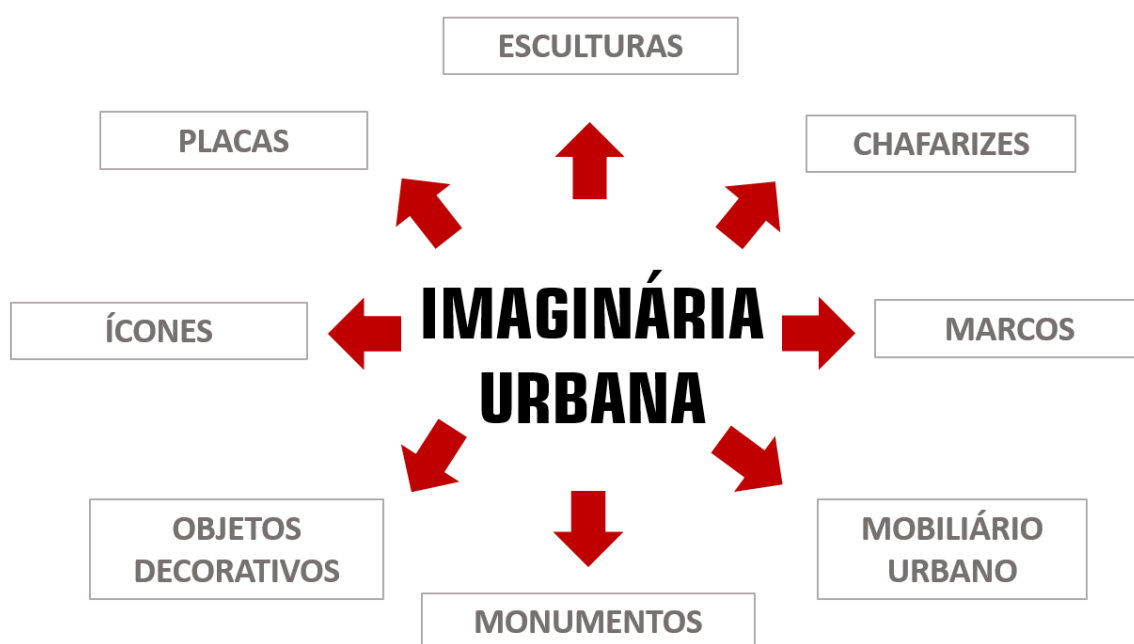 ESCULTURAS
PLACAS
CHAFARIZES
IMAGINÁRIA
URBANA
ÍCONES
MARCOS
OBJETOS
DECORATIVOS
MOBILIÁRIO
URBANO
MONUMENTOS